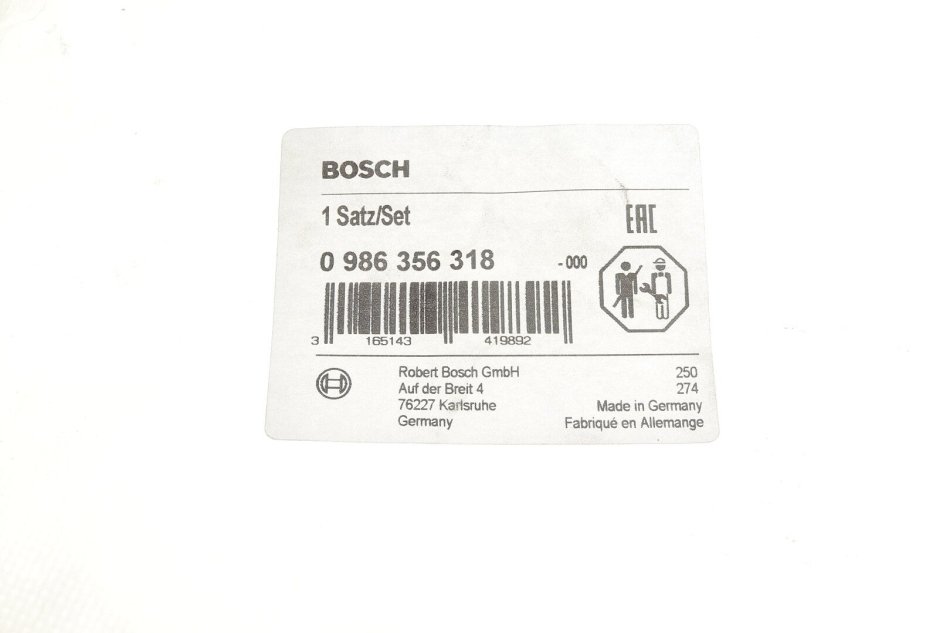 BOSCH
1 Satz/Set
EAC
0 986 356 318 -000
3 165143 419892
Robert Bosch GmbH 250
Auf der Breit 4 274
76227 Karlsruhe Made in Germany
Germany Fabriqué en Allemange